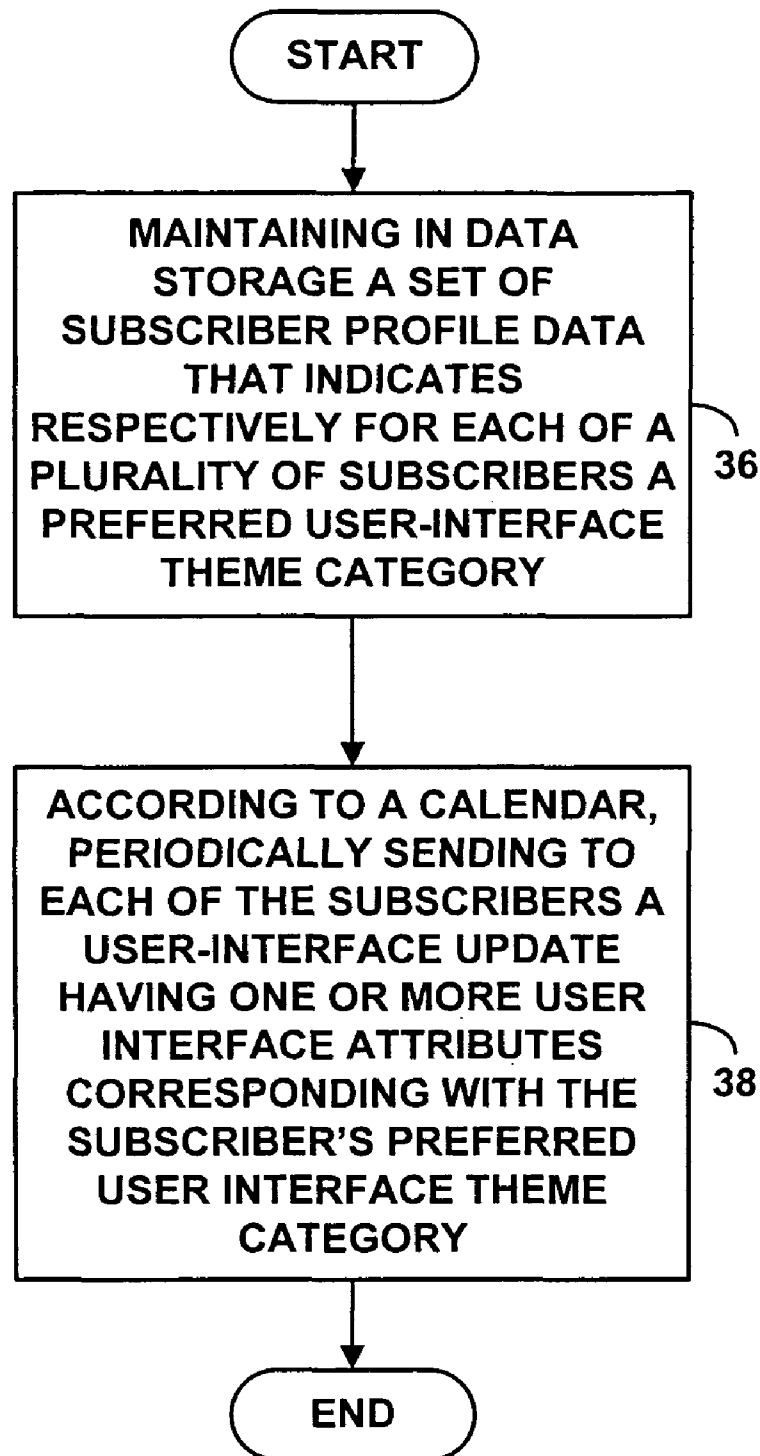 START
MAINTAINING IN DATA
STORAGE A SET OF
SUBSCRIBER PROFILE DATA
THAT INDICATES
RESPECTIVELY FOR EACH OF A
PLURALITY OF SUBSCRIBERS A
PREFERRED USER-INTERFACE
THEME CATEGORY
36
ACCORDING TO A CALENDAR,
PERIODICALLY SENDING TO
EACH OF THE SUBSCRIBERS A
USER-INTERFACE UPDATE
HAVING ONE OR MORE USER
INTERFACE ATTRIBUTES
CORRESPONDING WITH THE
SUBSCRIBER'S PREFERRED
USER INTERFACE THEME
CATEGORY
38
END